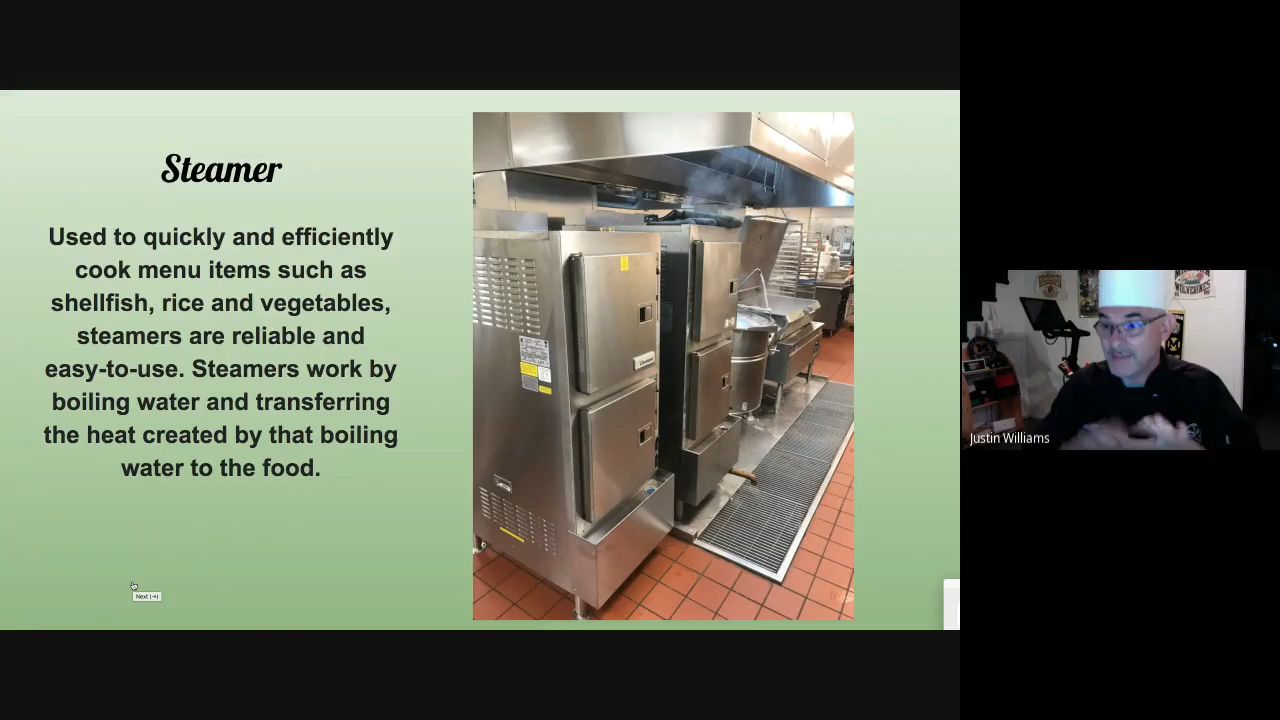 Steamer
Used to quickly and efficiently
cook menu items such as
shellfish, rice and vegetables,
steamers are reliable and
easy-to-use. Steamers work by
boiling water and transferring
the heat created by that boiling
water to the food.
Next (→)
Justin Williams